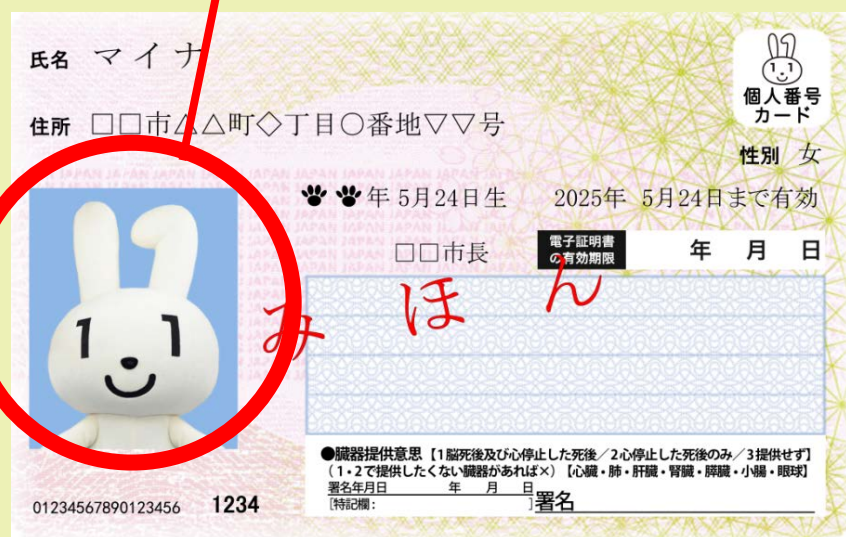 氏名 マイナ
個人番号
カード
住所 □□市△△町◇丁目○番地▽▽号
性別 女
年 5月24日生 2025年 5月24日まで有効
□□市長 電子証明書
の有効期限 年 月 日
みほん
●臓器提供意思【1脳死後及び心停止した死後/2心停止した死後のみ/3提供せず】
(1・2で提供したくない臓器があれば×)【心臓・肺・肝臓・腎臓・膵臓・小腸・眼球】
署名年月日 年 月 日
[特記欄: ]署名
01234567890123456 1234